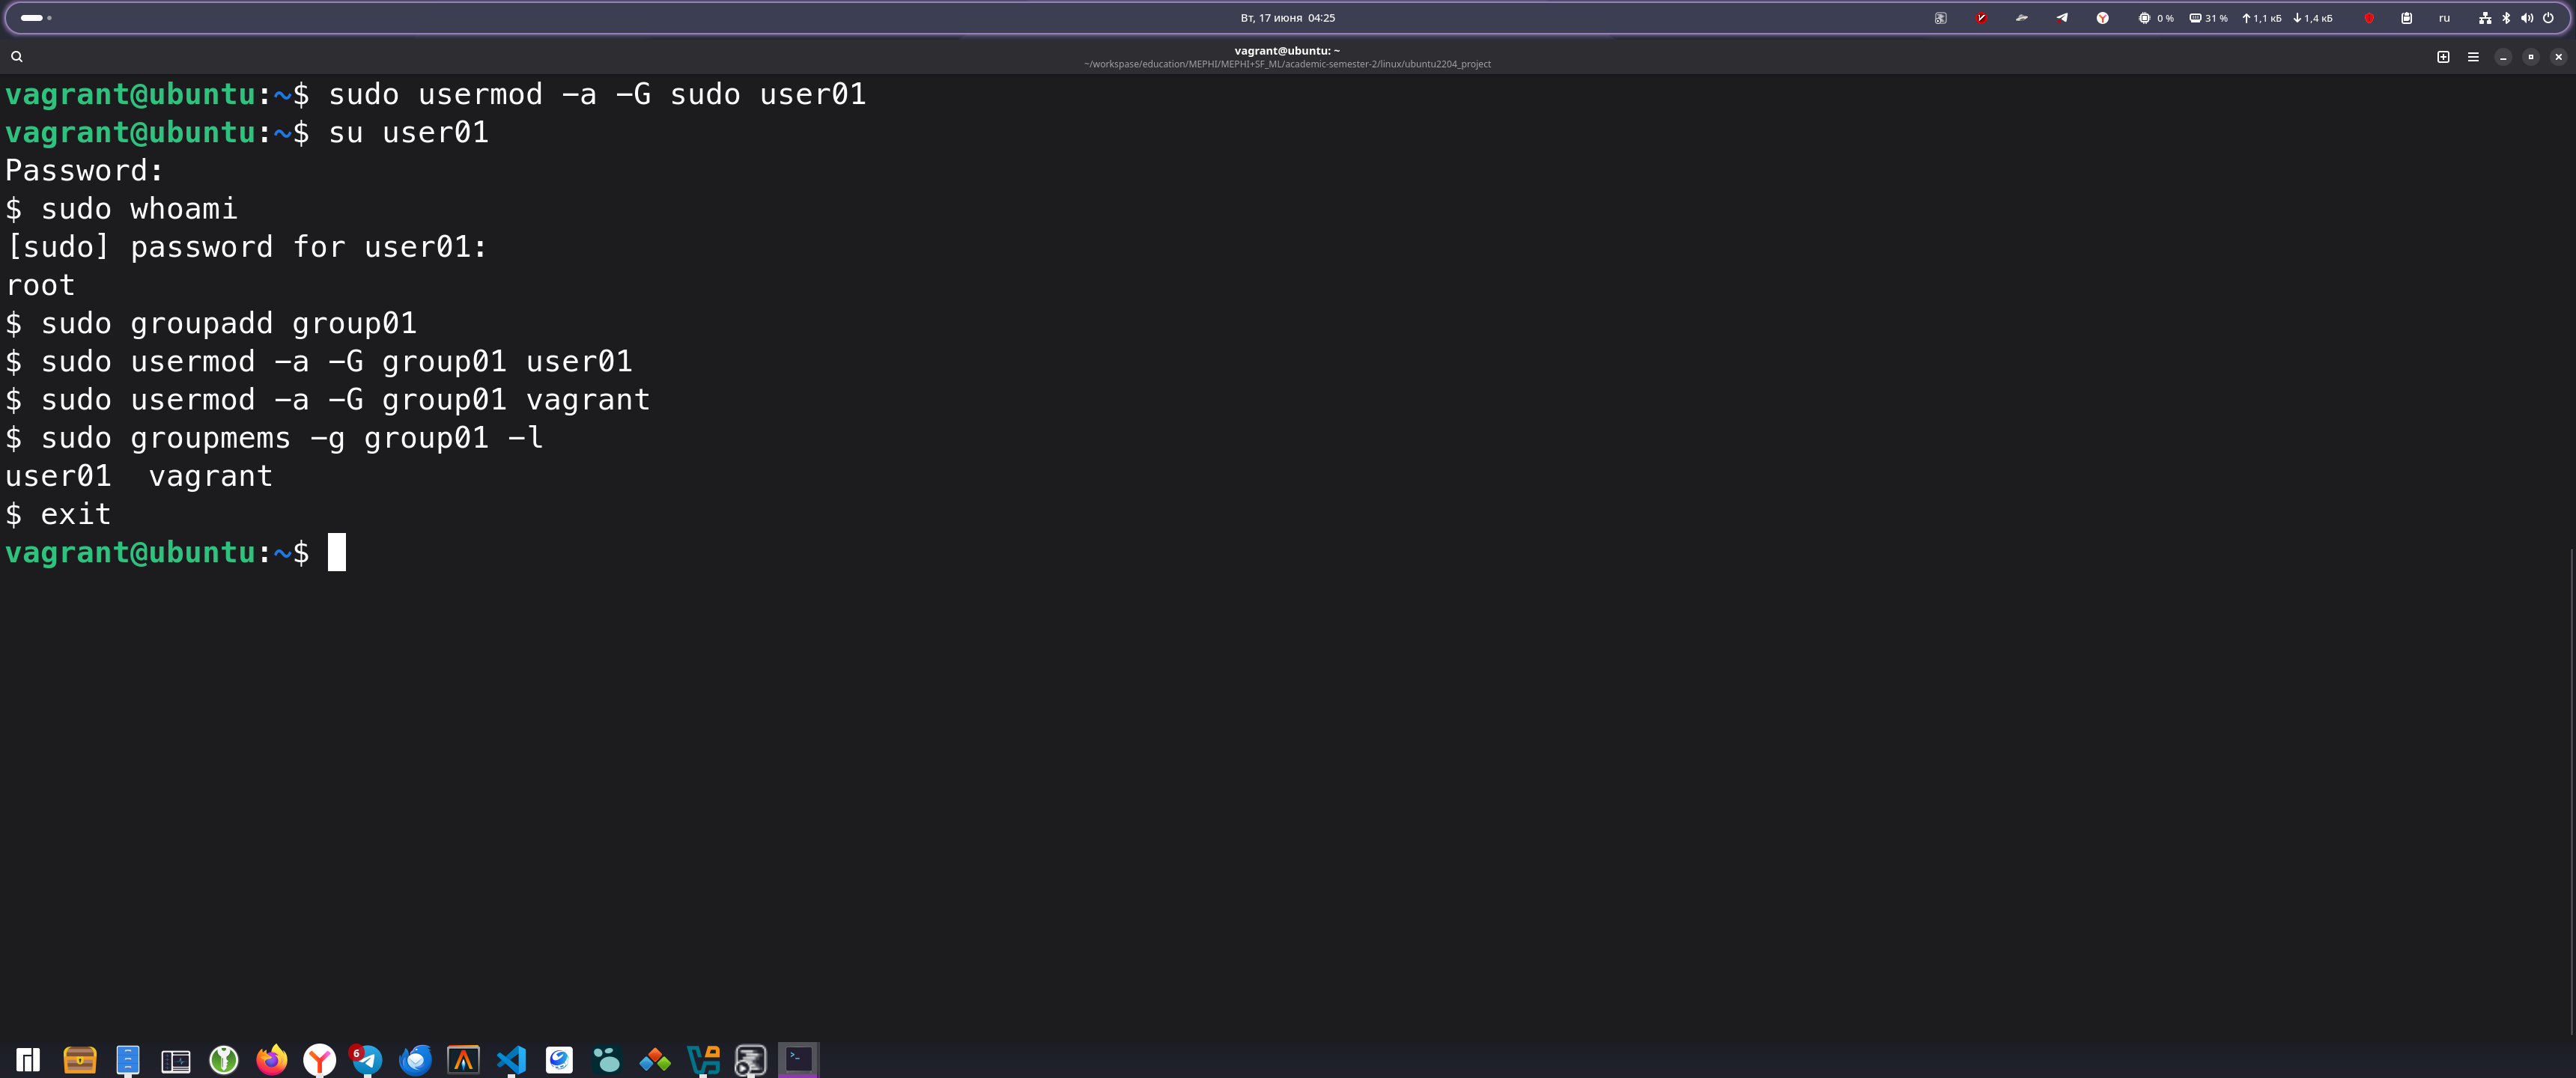 Вт, 17 июня 04:25
0 %
31 %
1,1 кБ
1,4 кБ
ru
vagrant@ubuntu: ~
~/workspase/education/MEPHI/MEPHI+SF_ML/academic-semester-2/linux/ubuntu2204_project
vagrant@ubuntu:~$ sudo usermod -a -G sudo user01
vagrant@ubuntu:~$ su user01
Password:
$ sudo whoami
[sudo] password for user01:
root
$ sudo groupadd group01
$ sudo usermod -a -G group01 user01
$ sudo usermod -a -G group01 vagrant
$ sudo groupmems -g group01 -l
user01  vagrant
$ exit
vagrant@ubuntu:~$
6